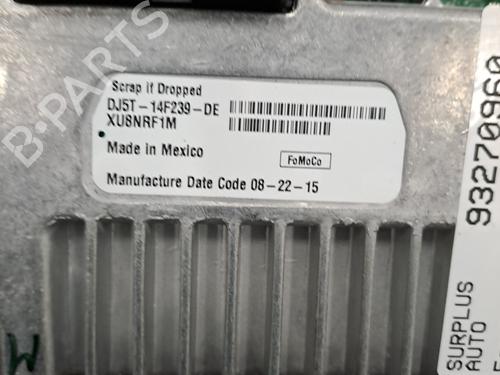 Scrap if Dropped
DJ5T-14F239-DE
XU8NRF1M
Made in Mexico
FoMoCo
Manufacture Date Code 08-22-15
93270960
SURPLUS
AUTO
W
B-PARTS